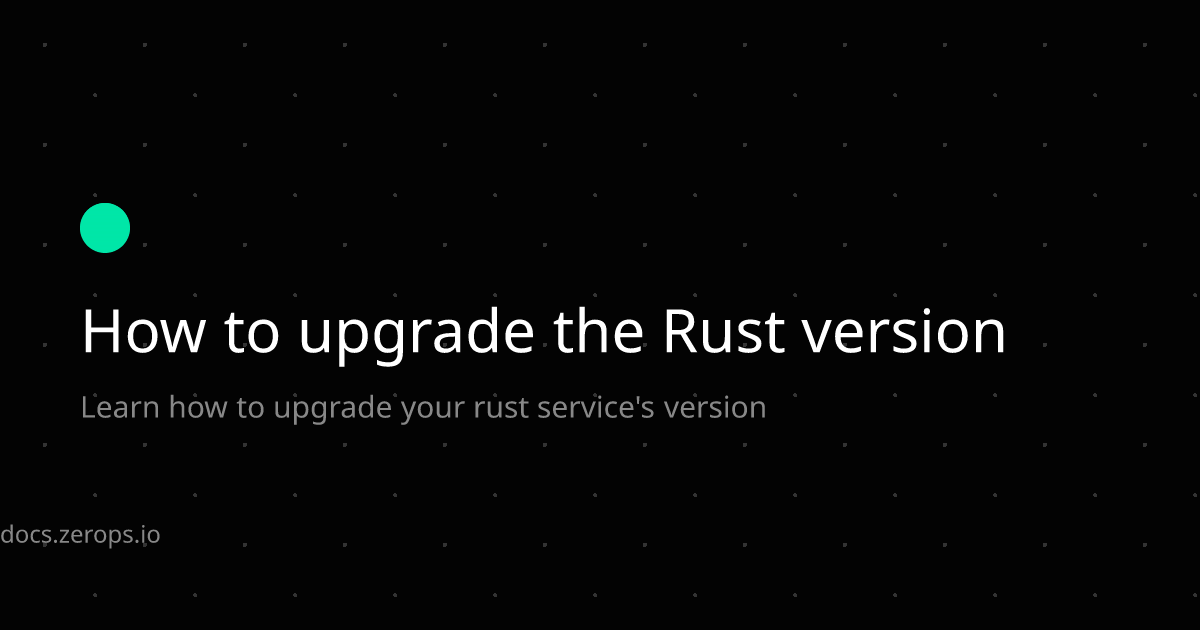 How to upgrade the Rust version
Learn how to upgrade your rust service's version
docs.zerops.io